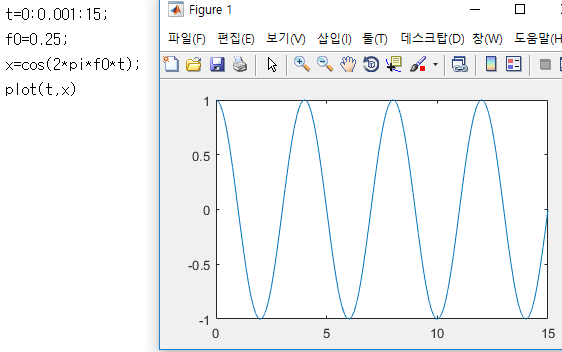 t=0:0.001:15;
f0=0.25;
x=cos(2*pi*f0*t);
plot(t,x)
Figure 1
파일(F) 편집(E) 보기(V) 삽입(I) 툴(T) 데스크탑(D) 창(W) 도움말(H
1
0.5
0
-0.5
-1
0 5 10 15